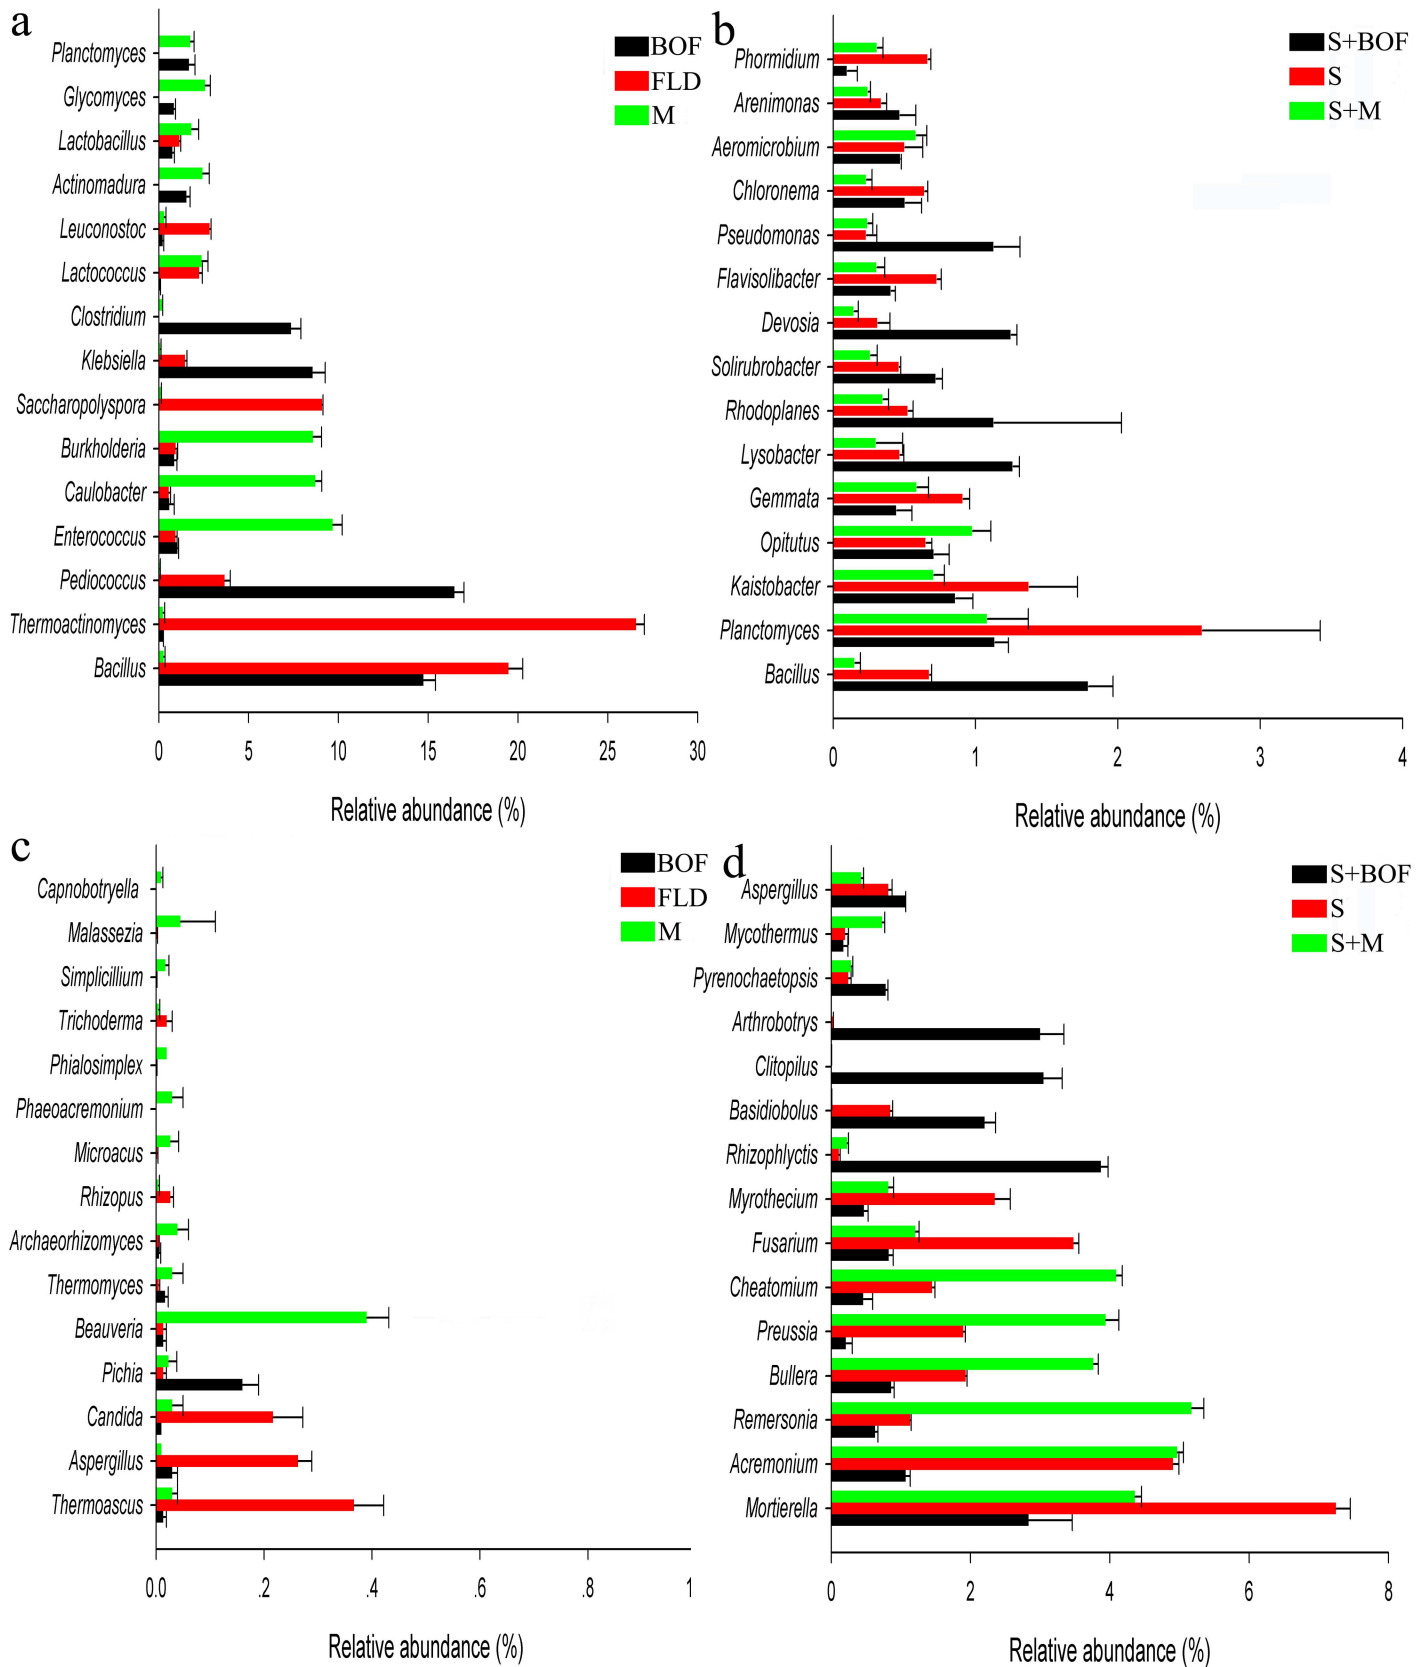 a
Planctomyces
Glycomyces
Lactobacillus
Actinomadura
Leuconostoc
Lactococcus
Clostridium
Klebsiella
Saccharopolyspora
Burkholderia
Caulobacter
Enterococcus
Pediococcus
Thermoactinomyces
Bacillus
BOF
FLD
M
0 5 10 15 20 25 30
Relative abundance (%)
b
Phormidium
Arenimonas
Aeromicrobium
Chloronema
Pseudomonas
Flavisolibacter
Devosia
Solirubrobacter
Rhodoplanes
Lysobacter
Gemmata
Opitutus
Kaistobacter
Planctomyces
Bacillus
S+BOF
S
S+M
0 1 2 3 4
Relative abundance (%)
c
Capnobotryella
Malassezia
Simplicillium
Trichoderma
Phialosimplex
Phaeoacremonium
Microacus
Rhizopus
Archaeorhizomyces
Thermomyces
Beauveria
Pichia
Candida
Aspergillus
Thermoascus
BOF
FLD
M
0.0 .2 .4 .6 .8 1
Relative abundance (%)
d
Aspergillus
Mycothermus
Pyrenochaetopsis
Arthrobotrys
Clitopilus
Basidiobolus
Rhizophlyctis
Myrothecium
Fusarium
Cheatomium
Preussia
Bullera
Remersonia
Acremonium
Mortierella
S+BOF
S
S+M
0 2 4 6 8
Relative abundance (%)